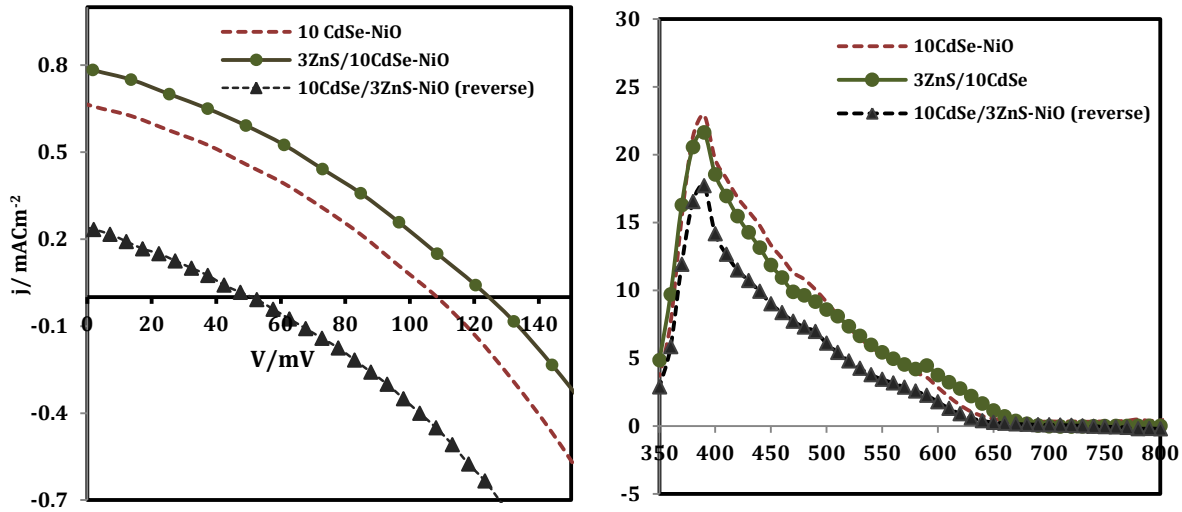 10 CdSe-NiO
3ZnS/10CdSe-NiO
10CdSe/3ZnS-NiO (reverse)
0.8
0.5
0.2
-0.1
-0.4
-0.7
j/ mACm⁻²
0 20 40 60 80 100 120 140
V/mV
10CdSe-NiO
3ZnS/10CdSe
10CdSe/3ZnS-NiO (reverse)
30
25
20
15
10
5
0
-5
350 400 450 500 550 600 650 700 750 800